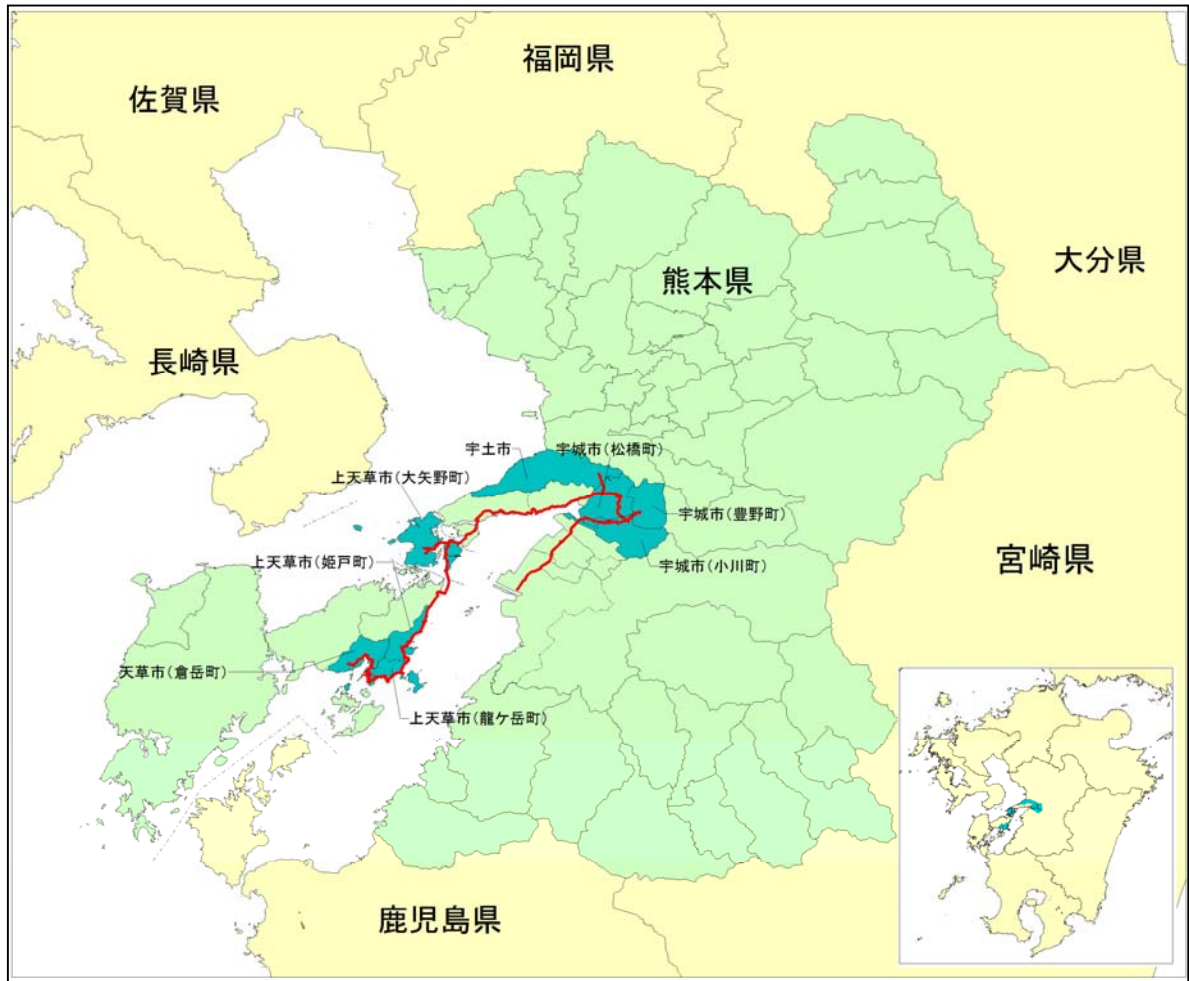 福岡県
佐賀県
大分県
熊本県
長崎県
宇土市
宇城市(松橋町)
上天草市(大矢野町)
宇城市(豊野町)
上天草市(姫戸町)
宇城市(小川町)
宮崎県
天草市(倉岳町)
上天草市(龍ケ岳町)
鹿児島県